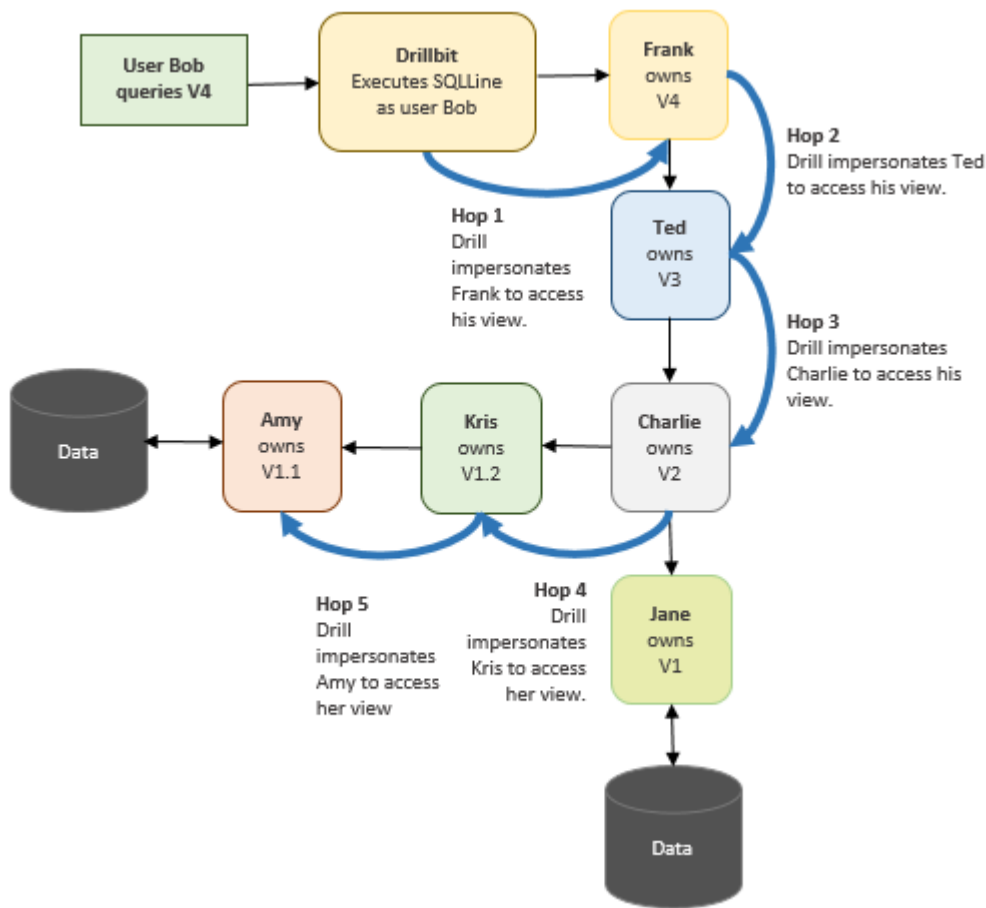 User Bob
queries V4
Drillbit
Executes SQLLine
as user Bob
Frank
owns
V4
Hop 2
Drill impersonates Ted
to access his view.
Hop 1
Drill
impersonates
Frank to access
his view.
Ted
owns
V3
Hop 3
Drill impersonates
Charlie to access his
view.
Data
Amy
owns
V1.1
Kris
owns
V1.2
Charlie
owns
V2
Hop 5
Drill
impersonates
Amy to access
her view
Hop 4
Drill
impersonates
Kris to access
her view.
Jane
owns
V1
Data